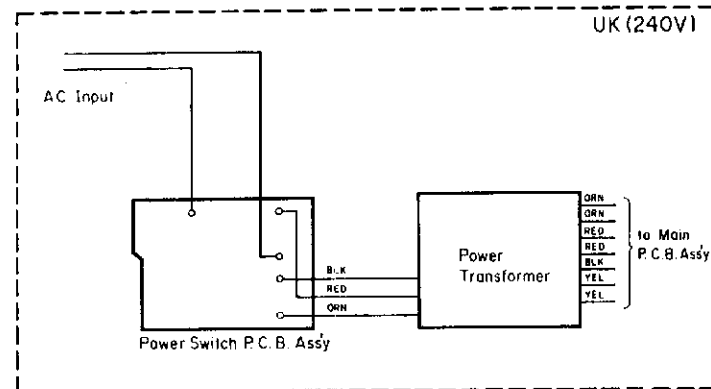 UK (240V)
AC Input
BLK
RED
ORN
Power Switch P.C.B. Ass'y
Power
Transformer
ORN
ORN
RED
RED
BLK
YEL
YEL
to Main
P.C.B. Ass'y